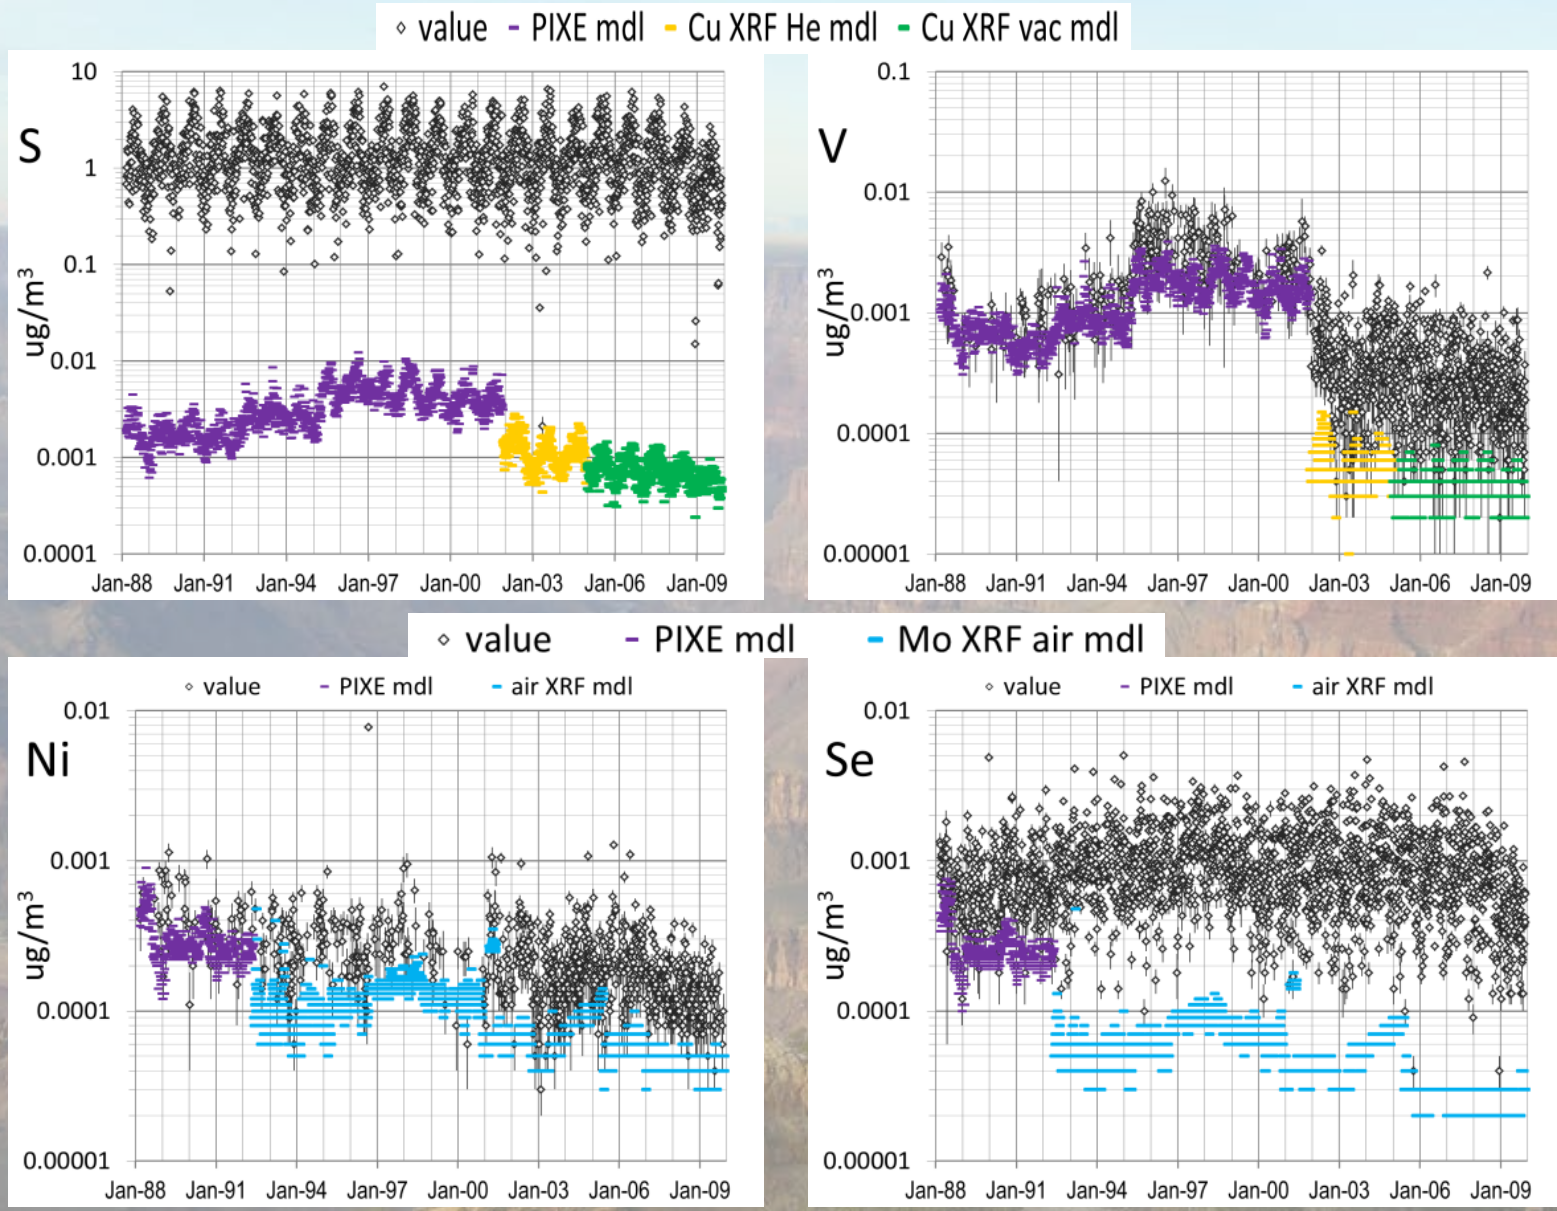 value PIXE mdl Cu XRF He mdl Cu XRF vac mdl
S
ug/m³
10
1
0.1
0.01
0.001
0.0001
Jan-88 Jan-91 Jan-94 Jan-97 Jan-00 Jan-03 Jan-06 Jan-09
V
ug/m³
0.1
0.01
0.001
0.0001
0.00001
Jan-88 Jan-91 Jan-94 Jan-97 Jan-00 Jan-03 Jan-06 Jan-09
value PIXE mdl Mo XRF air mdl
value PIXE mdl air XRF mdl
Ni
ug/m³
0.01
0.001
0.0001
0.00001
Jan-88 Jan-91 Jan-94 Jan-97 Jan-00 Jan-03 Jan-06 Jan-09
value PIXE mdl air XRF mdl
Se
ug/m³
0.01
0.001
0.0001
0.00001
Jan-88 Jan-91 Jan-94 Jan-97 Jan-00 Jan-03 Jan-06 Jan-09